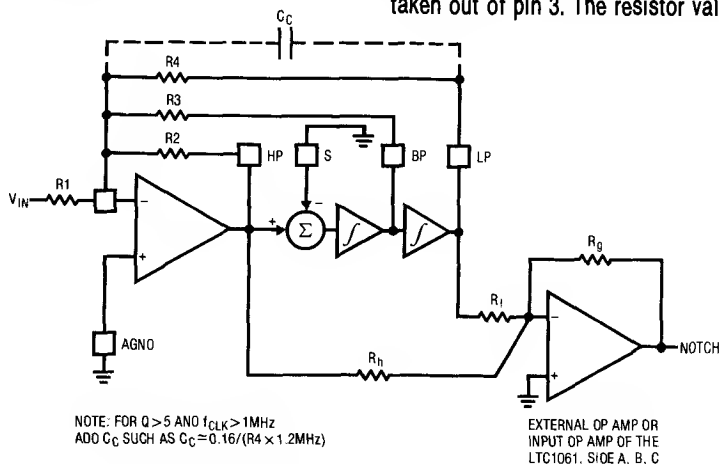 taken out of pin 3. The resistor val
CC
R4
R3
R2
HP
S
BP
LP
R1
VIN
−
+
+
−
Σ
∫
∫
AGNO
Rg
Rl
−
+
NOTCH
Rh
NOTE: FOR Q>5 ANO fCLK>1MHz
AOO CC SUCH AS CC≅0.16/(R4 × 1.2MHz)
EXTERNAL OP AMP OR
INPUT OP AMP OF THE
LTC1061, SIOE A, B, C